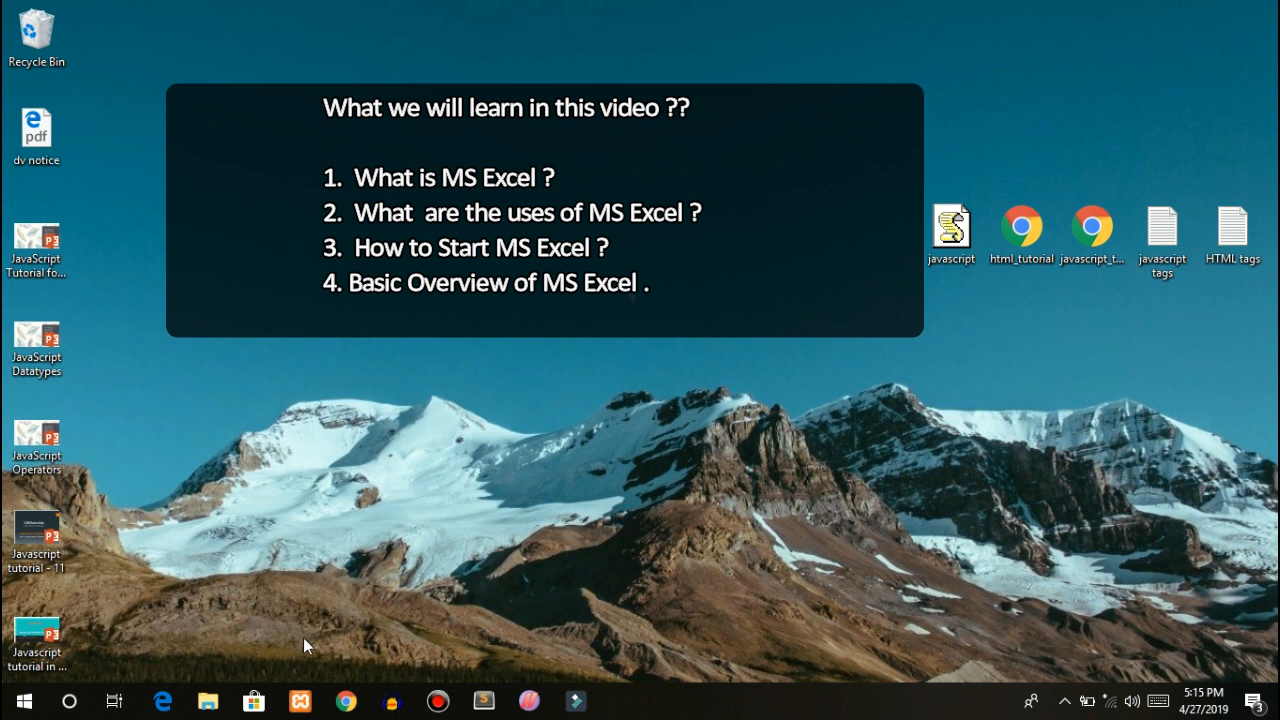 Recycle Bin
dv notice
JavaScript
Tutorial fo...
JavaScript
Datatypes
JavaScript
Operators
Javascript
tutorial - 11
Javascript
tutorial in ...
What we will learn in this video ??
1. What is MS Excel ?
2. What are the uses of MS Excel ?
3. How to Start MS Excel ?
4. Basic Overview of MS Excel .
javascript
html_tutorial
javascript_t...
javascript
tags
HTML tags
5:15 PM
4/27/2019
3